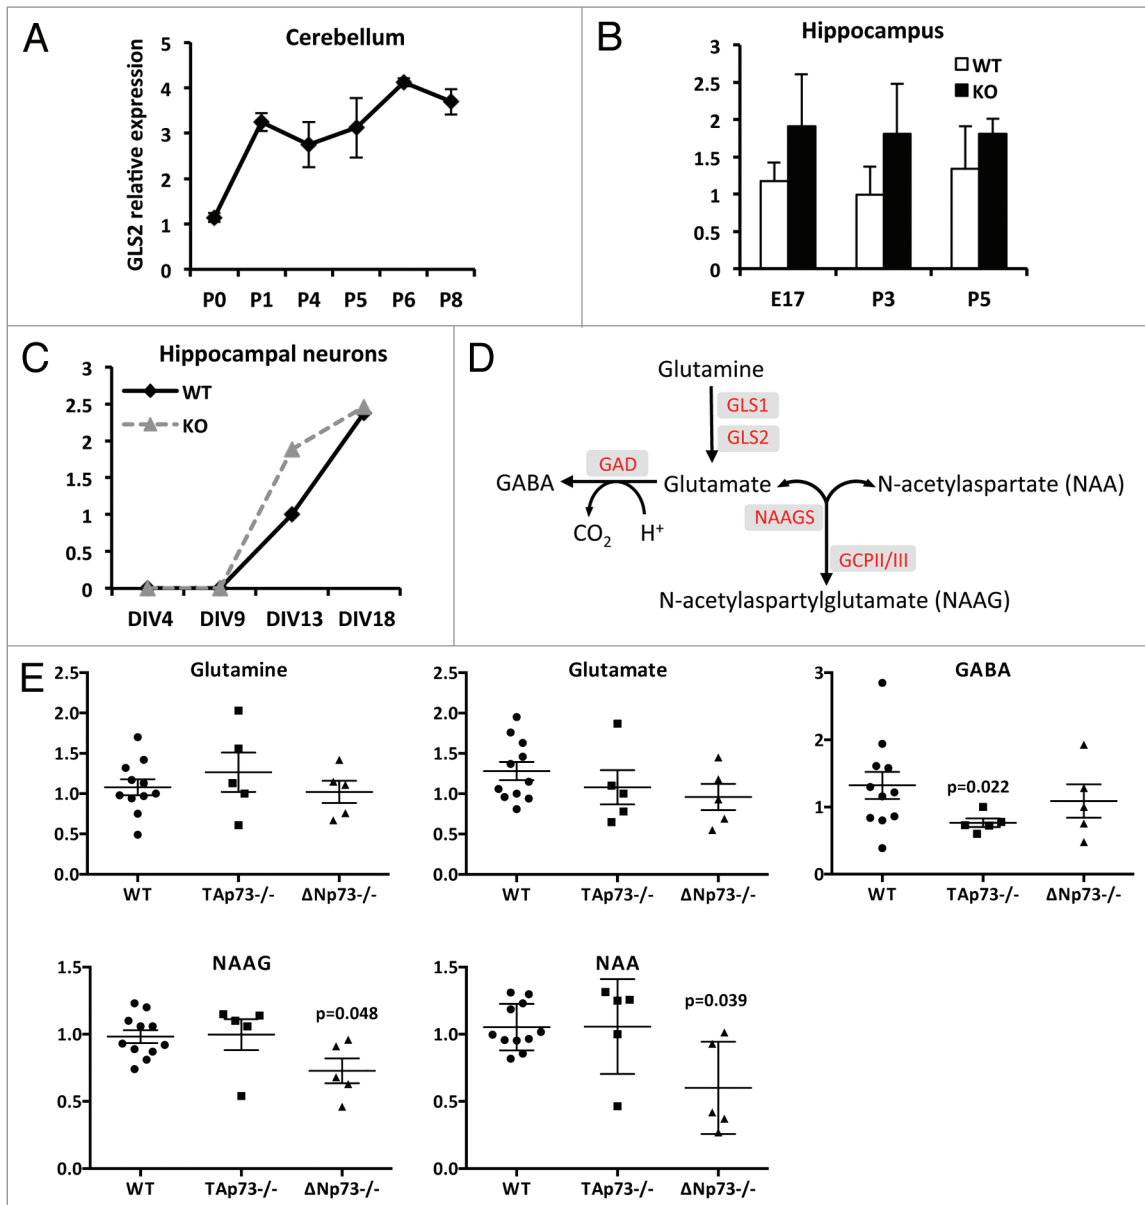 A
Cerebellum
GLS2 relative expression
5
4
3
2
1
0
P0 P1 P4 P5 P6 P8
B
Hippocampus
WT
KO
3
2.5
2
1.5
1
0.5
0
E17 P3 P5
C
Hippocampal neurons
WT
KO
3
2.5
2
1.5
1
0.5
0
DIV4 DIV9 DIV13 DIV18
D
Glutamine
GLS1
GLS2
GAD
GABA Glutamate N-acetylaspartate (NAA)
NAAGS
CO2 H+
GCPII/III
N-acetylaspartylglutamate (NAAG)
E
Glutamine
2.5
2.0
1.5
1.0
0.5
0.0
WT TAp73-/- ΔNp73-/-
Glutamate
2.5
2.0
1.5
1.0
0.5
0.0
WT TAp73-/- ΔNp73-/-
GABA
3
2
1
0
p=0.022
WT TAp73-/- ΔNp73-/-
NAAG
1.5
1.0
0.5
0.0
p=0.048
WT TAp73-/- ΔNp73-/-
NAA
1.5
1.0
0.5
0.0
p=0.039
WT TAp73-/- ΔNp73-/-